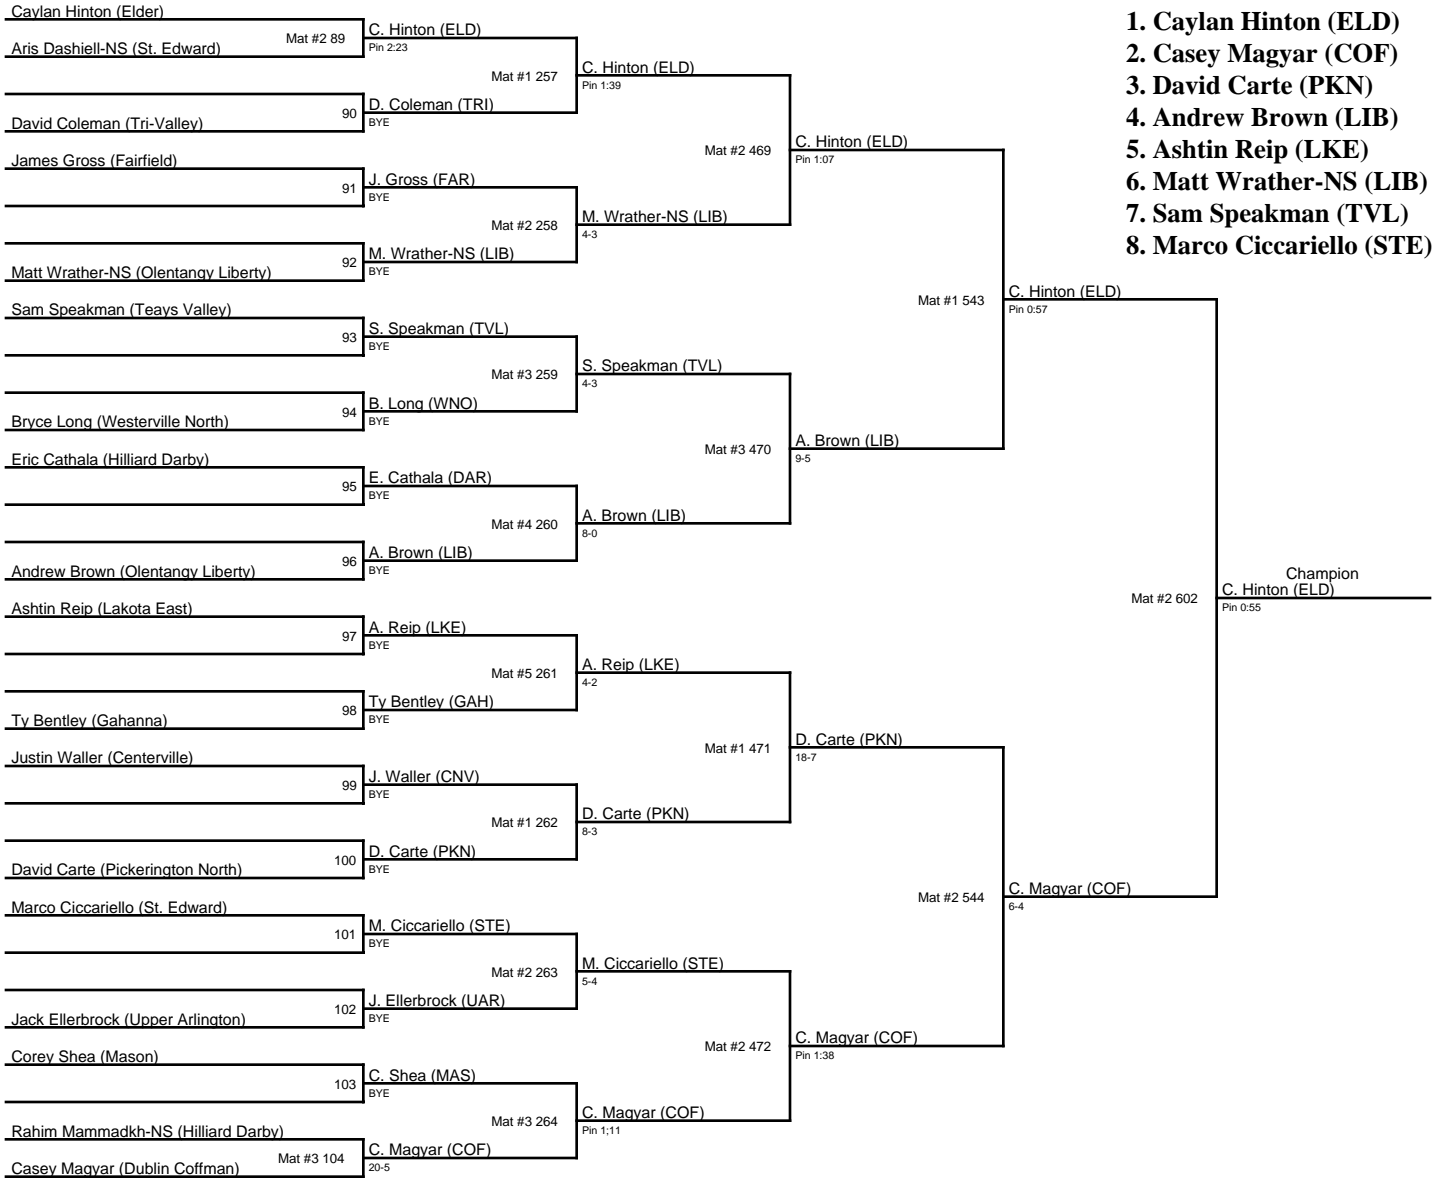 Caylan Hinton (Elder)
Mat #2 89
Aris Dashiell-NS (St. Edward)
90
David Coleman (Tri-Valley)
James Gross (Fairfield)
91
92
Matt Wrather-NS (Olentangy Liberty)
Sam Speakman (Teays Valley)
93
94
Bryce Long (Westerville North)
Eric Cathala (Hilliard Darby)
95
96
Andrew Brown (Olentangy Liberty)
Ashtin Reip (Lakota East)
97
98
Ty Bentley (Gahanna)
Justin Waller (Centerville)
99
100
David Carte (Pickerington North)
Marco Ciccariello (St. Edward)
101
102
Jack Ellerbrock (Upper Arlington)
Corey Shea (Mason)
103
Rahim Mammadkh-NS (Hilliard Darby)
Mat #3 104
Casey Magyar (Dublin Coffman)
C. Hinton (ELD)
Pin 2:23
Mat #1 257
D. Coleman (TRI)
BYE
J. Gross (FAR)
BYE
Mat #2 258
M. Wrather-NS (LIB)
BYE
S. Speakman (TVL)
BYE
Mat #3 259
B. Long (WNO)
BYE
E. Cathala (DAR)
BYE
Mat #4 260
A. Brown (LIB)
BYE
A. Reip (LKE)
BYE
Mat #5 261
Ty Bentley (GAH)
BYE
J. Waller (CNV)
BYE
Mat #1 262
D. Carte (PKN)
BYE
M. Ciccariello (STE)
BYE
Mat #2 263
J. Ellerbrock (UAR)
BYE
C. Shea (MAS)
BYE
Mat #3 264
C. Magyar (COF)
20-5
C. Hinton (ELD)
Pin 1:39
Mat #2 469
M. Wrather-NS (LIB)
4-3
S. Speakman (TVL)
4-3
Mat #3 470
A. Brown (LIB)
8-0
A. Reip (LKE)
4-2
Mat #1 471
D. Carte (PKN)
8-3
M. Ciccariello (STE)
5-4
Mat #2 472
C. Magyar (COF)
Pin 1;11
C. Hinton (ELD)
Pin 1:07
Mat #1 543
A. Brown (LIB)
9-5
D. Carte (PKN)
18-7
Mat #2 544
C. Magyar (COF)
Pin 1:38
C. Hinton (ELD)
Pin 0:57
Mat #2 602
C. Magyar (COF)
6-4
Champion
C. Hinton (ELD)
Pin 0:55
1. Caylan Hinton (ELD)
2. Casey Magyar (COF)
3. David Carte (PKN)
4. Andrew Brown (LIB)
5. Ashtin Reip (LKE)
6. Matt Wrather-NS (LIB)
7. Sam Speakman (TVL)
8. Marco Ciccariello (STE)